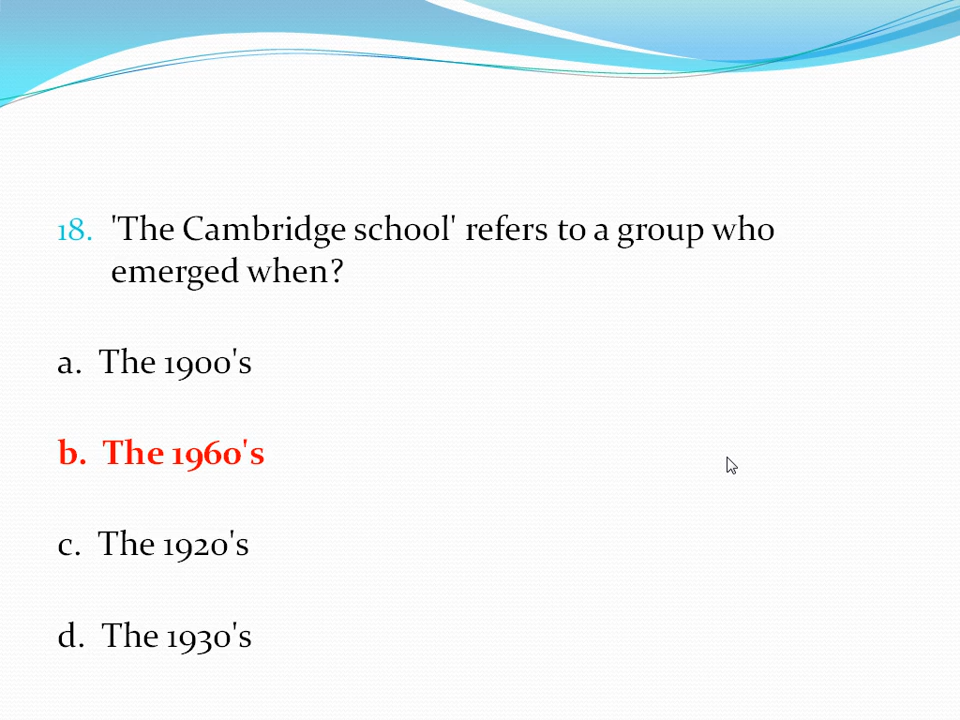 18. 'The Cambridge school' refers to a group who
emerged when?
a. The 1900's
b. The 1960's
c. The 1920's
d. The 1930's